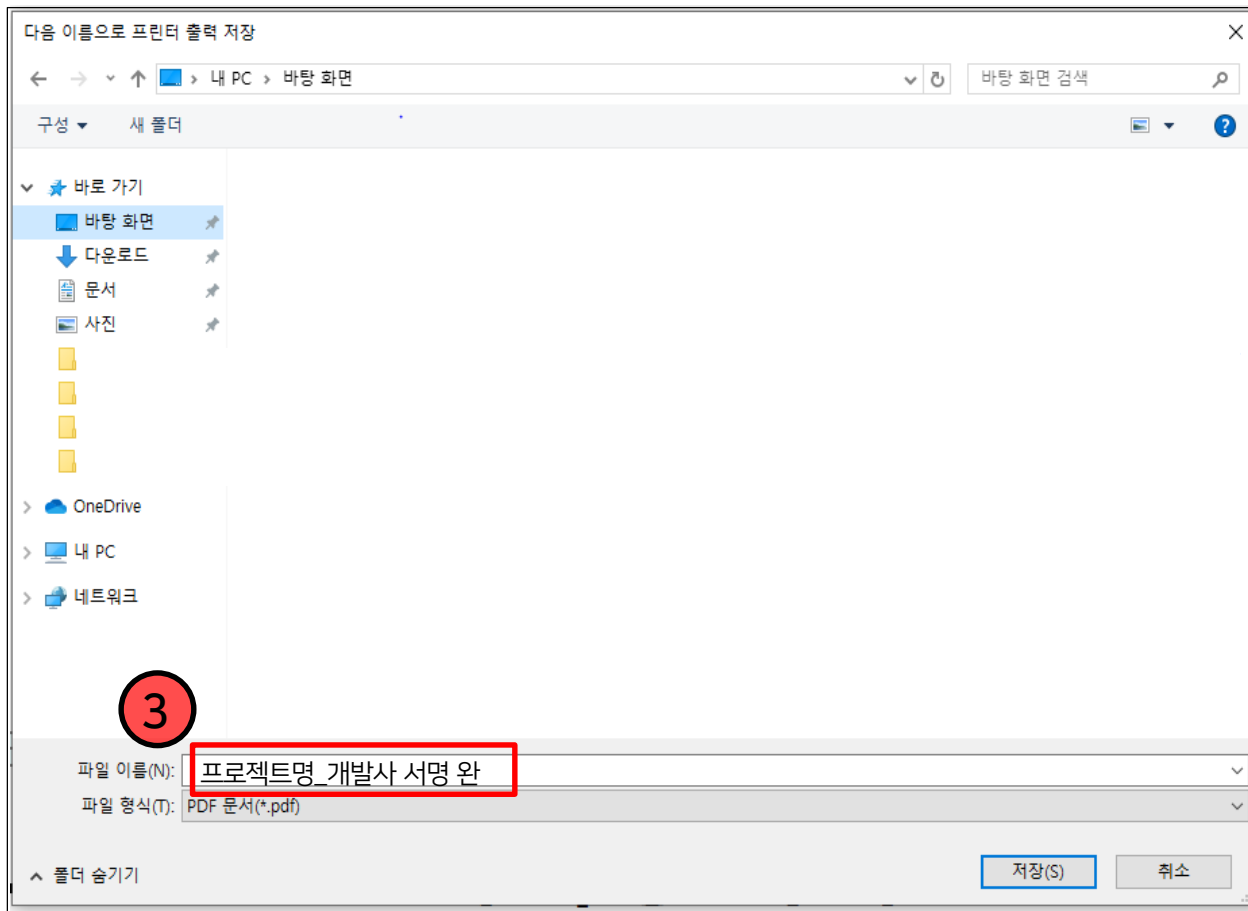 다음 이름으로 프린터 출력 저장
내 PC > 바탕 화면
바탕 화면 검색
구성
새 폴더
?
바로 가기
바탕 화면
다운로드
문서
사진
OneDrive
내 PC
네트워크
3
파일 이름(N): 프로젝트명_개발사 서명 완
파일 형식(T): PDF 문서(*.pdf)
폴더 숨기기
저장(S)
취소